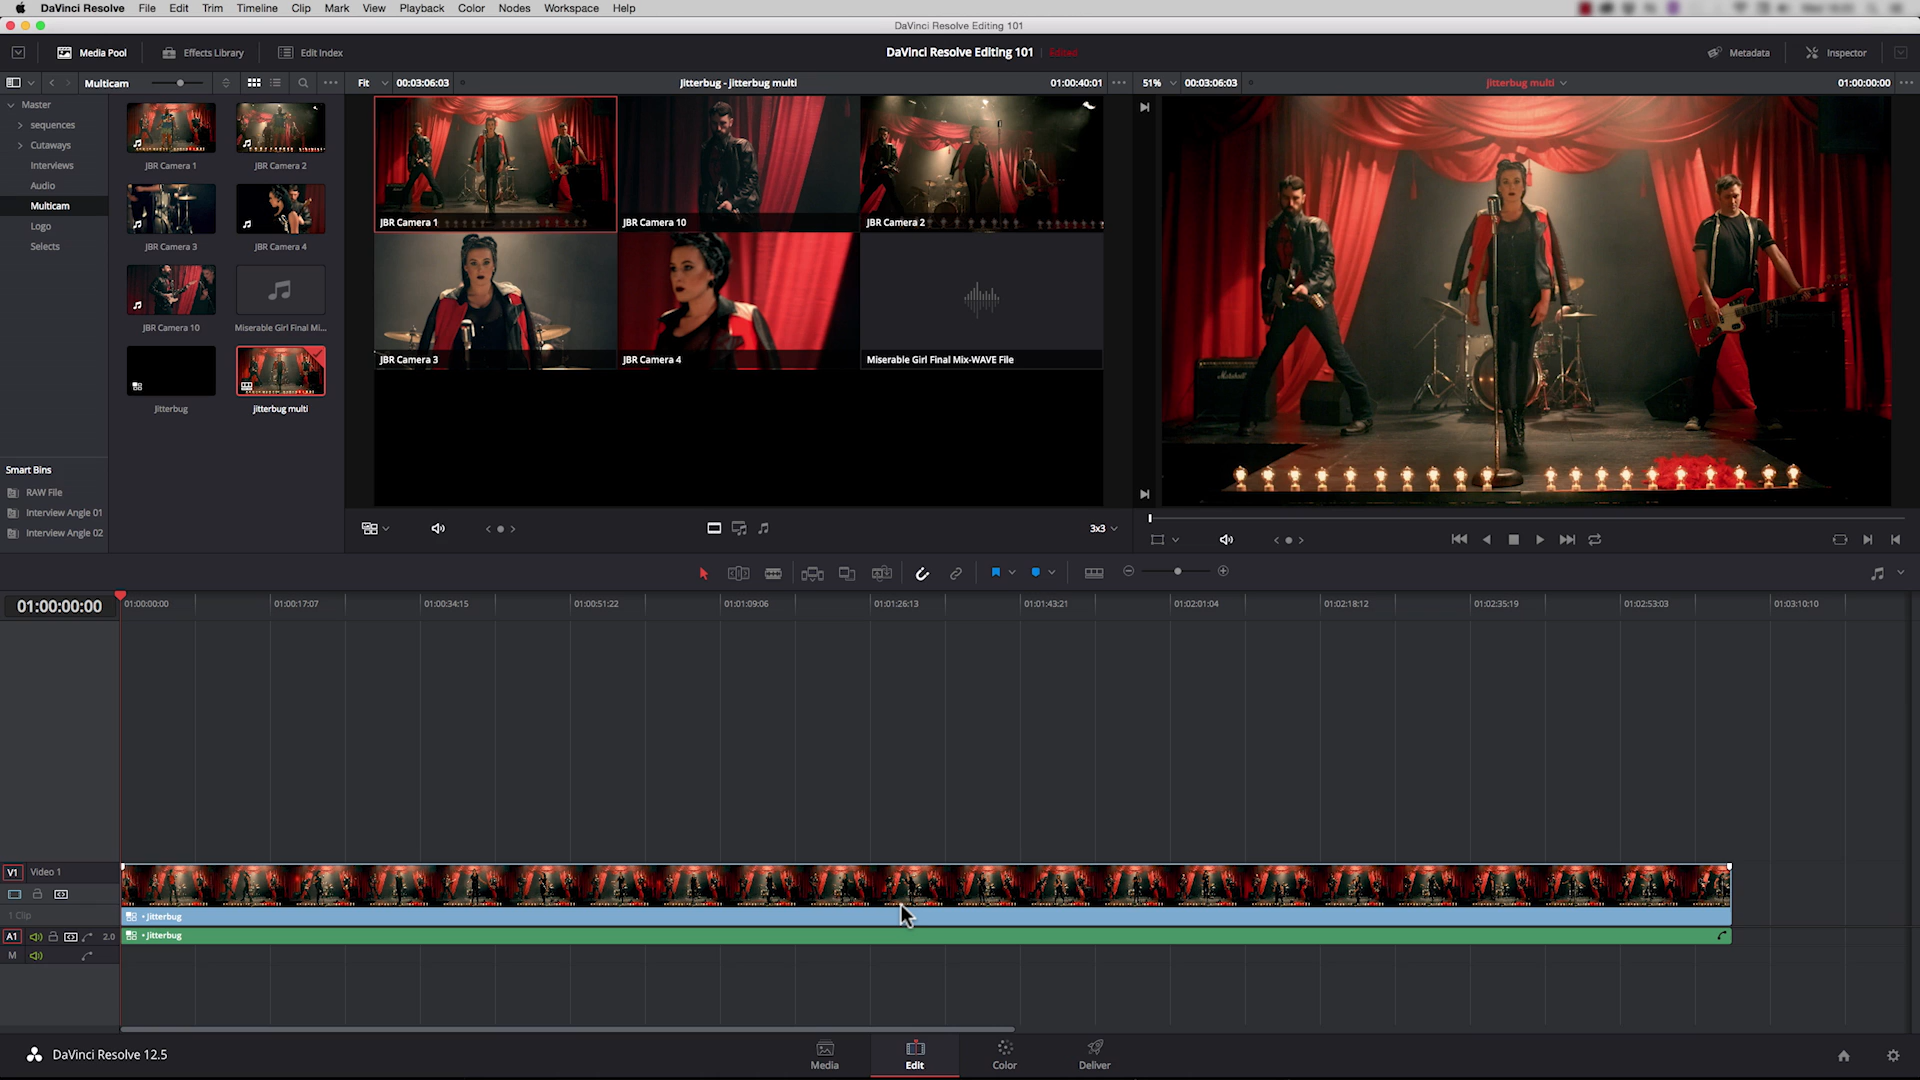 DaVinci Resolve File Edit Trim Timeline Clip Mark View Playback Color Nodes Workspace Help
DaVinci Resolve Editing 101
Media Pool Effects Library Edit Index DaVinci Resolve Editing 101 Edited Metadata Inspector
Multicam Fit 00:03:06:03 Jitterbug - jitterbug multi 01:00:40:01 51% 00:03:06:03 jitterbug multi 01:00:00:00
Master
sequences
Cutaways
Interviews
Audio
Multicam
Logo
Selects
JBR Camera 1 JBR Camera 2
JBR Camera 3 JBR Camera 4
JBR Camera 10 Miserable Girl Final Mi...
Jitterbug jitterbug multi
JBR Camera 1 JBR Camera 10 JBR Camera 2
JBR Camera 3 JBR Camera 4 Miserable Girl Final Mix-WAVE File
Marshall
Smart Bins
RAW File
Interview Angle 01
Interview Angle 02
3x3
01:00:00:00 01:00:00:00 01:00:17:07 01:00:34:15 01:00:51:22 01:01:09:06 01:01:26:13 01:01:43:21 01:02:01:04 01:02:18:12 01:02:35:19 01:02:53:03 01:03:10:10
V1 Video 1
1 Clip • Jitterbug
A1 2.0 • Jitterbug
M
DaVinci Resolve 12.5 Media Edit Color Deliver